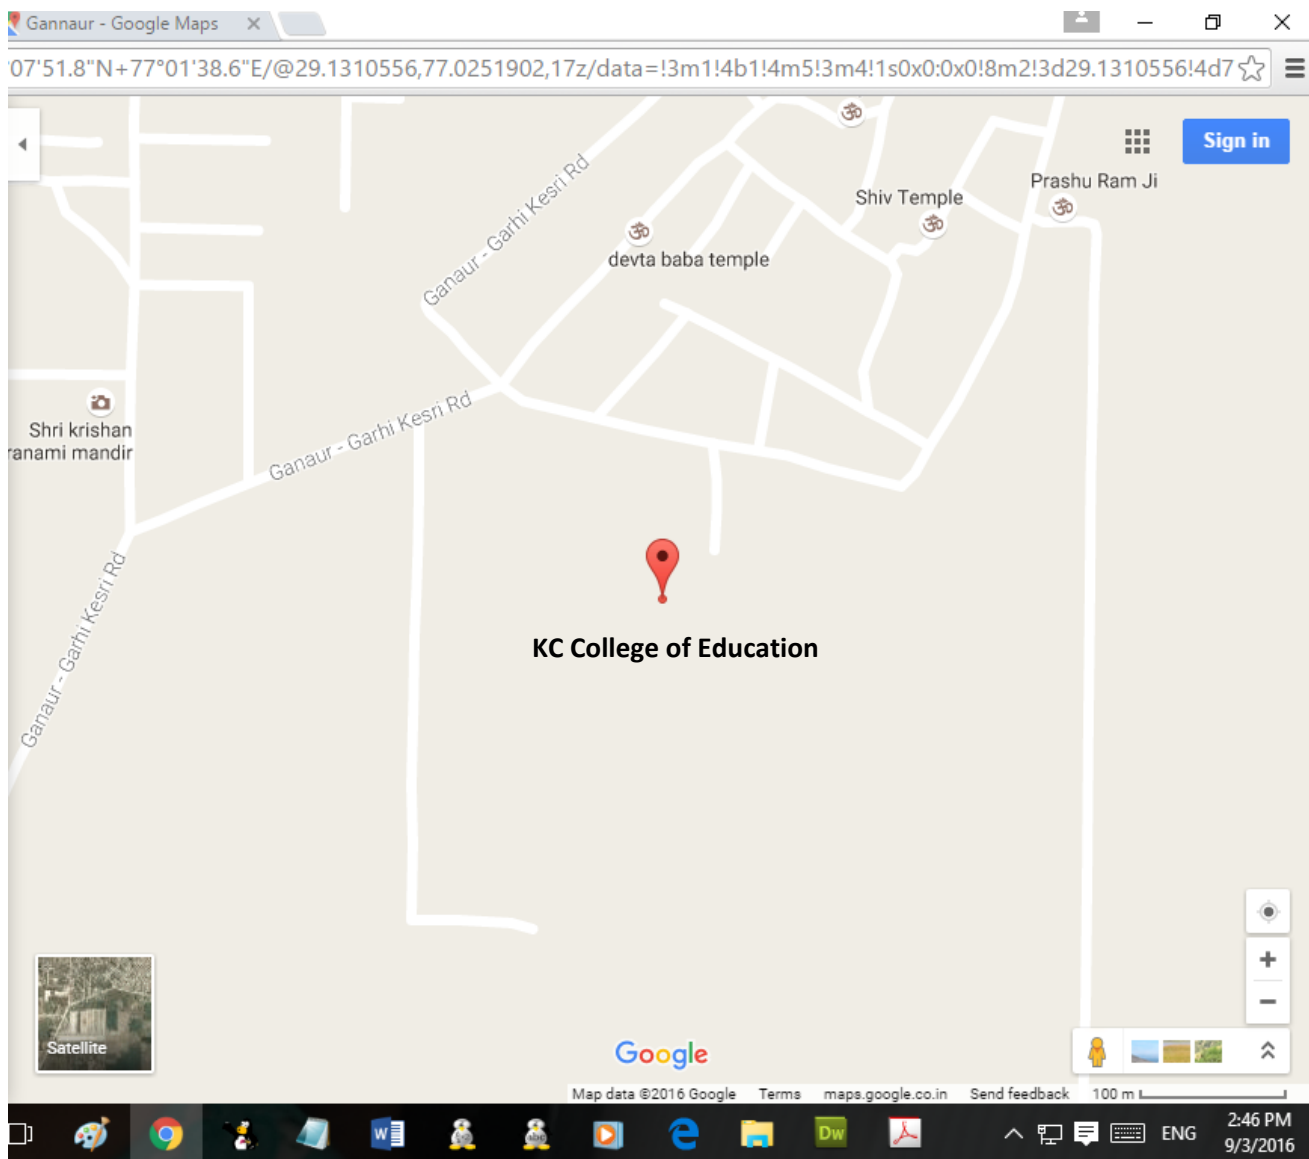 Gannaur - Google Maps
07'51.8"N+77°01'38.6"E/@29.1310556,77.0251902,17z/data=!3m1!4b1!4m5!3m4!1s0x0:0x0!8m2!3d29.1310556!4d7
Sign in
Prashu Ram Ji
Shiv Temple
Ganaur - Garhi Kesri Rd
devta baba temple
Ganaur - Garhi Kesri Rd
Shri krishan
ranami mandir
Ganaur - Garhi Kesri Rd
KC College of Education
Satellite
Google
Map data ©2016 Google Terms maps.google.co.in Send feedback 100 m
Dw
abc
W
ENG
2:46 PM
9/3/2016